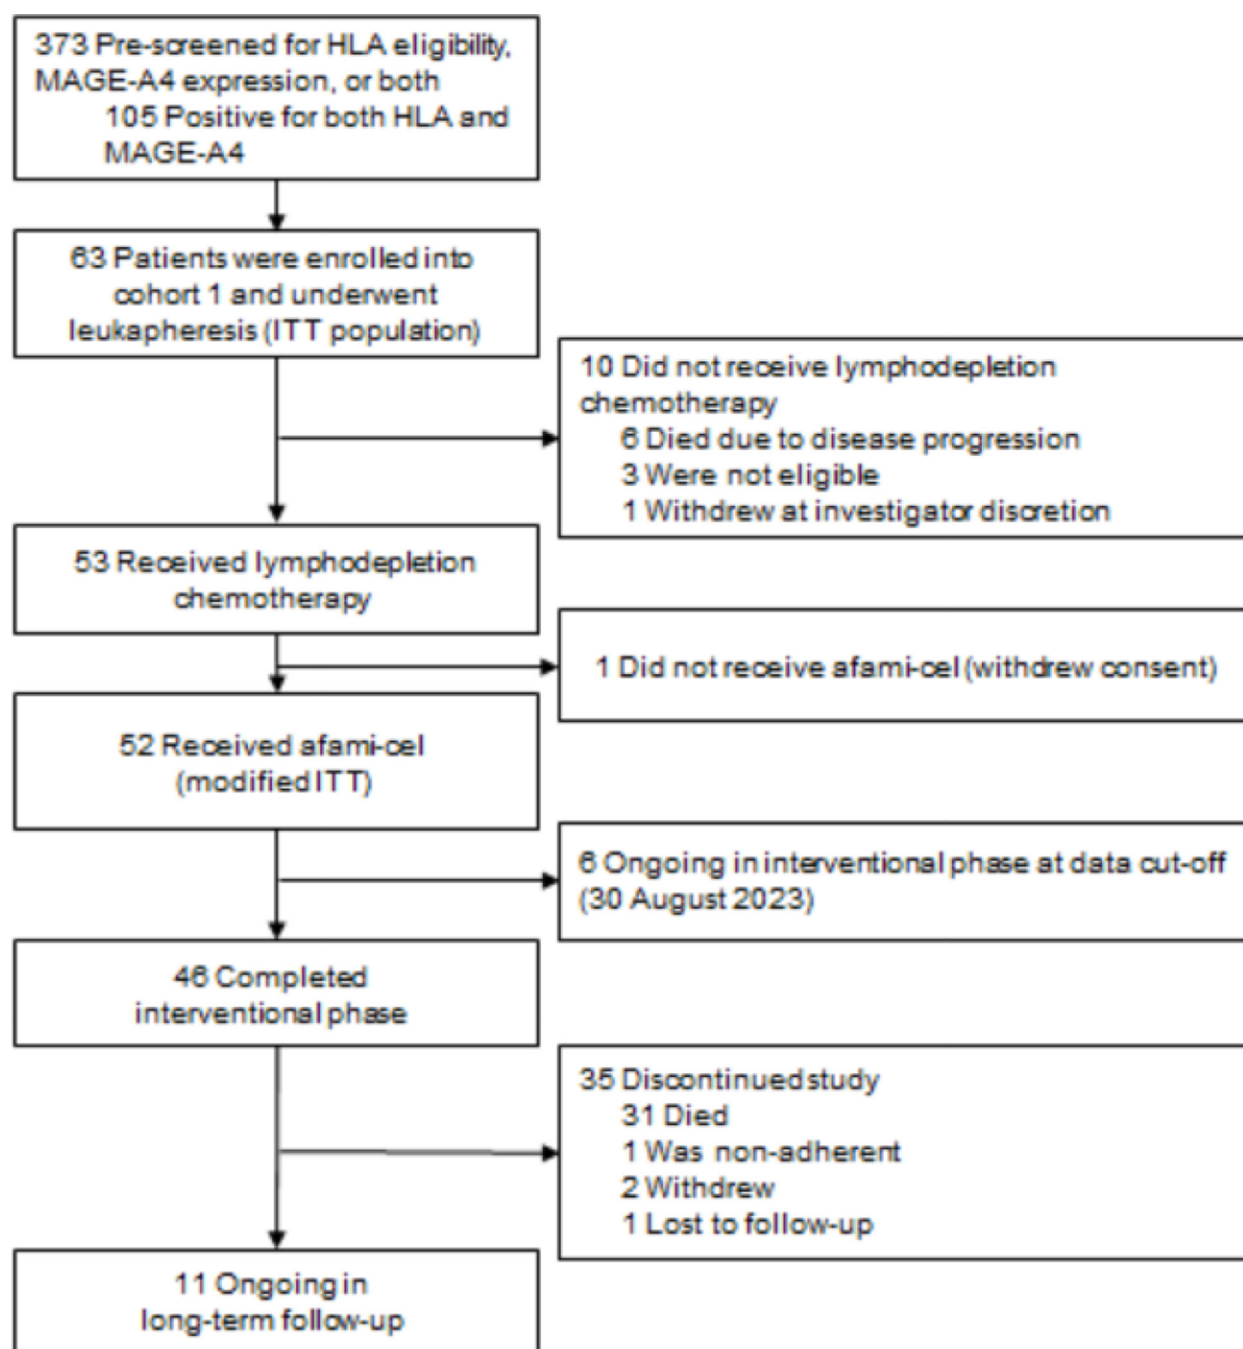 373 Pre-screened for HLA eligibility,
MAGE-A4 expression, or both
105 Positive for both HLA and
MAGE-A4
63 Patients were enrolled into
cohort 1 and underwent
leukapheresis (ITT population)
10 Did not receive lymphodepletion
chemotherapy
6 Died due to disease progression
3 Were not eligible
1 Withdrew at investigator discretion
53 Received lymphodepletion
chemotherapy
1 Did not receive afami-cel (withdrew consent)
52 Received afami-cel
(modified ITT)
6 Ongoing in interventional phase at data cut-off
(30 August 2023)
46 Completed
interventional phase
35 Discontinued study
31 Died
1 Was non-adherent
2 Withdrew
1 Lost to follow-up
11 Ongoing in
long-term follow-up